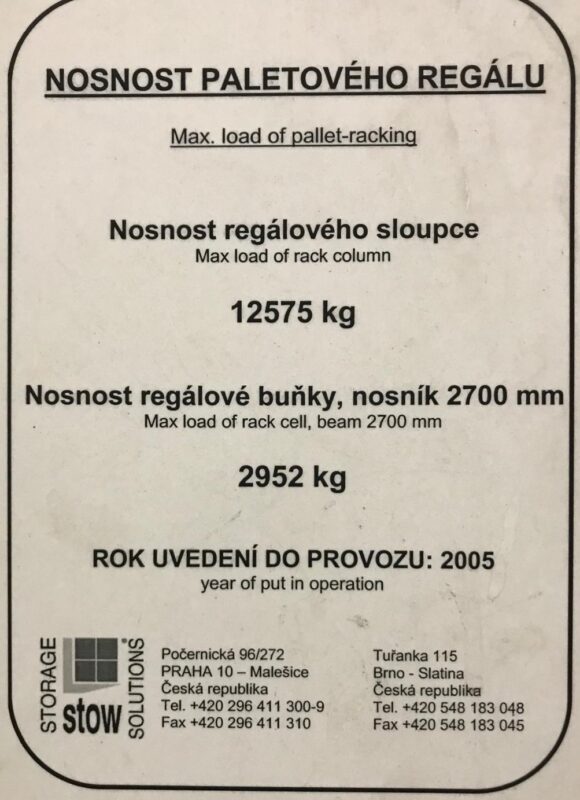 NOSNOST PALETOVÉHO REGÁLU
Max. load of pallet-racking
Nosnost regálového sloupce
Max load of rack column
12575 kg
Nosnost regálové buňky, nosník 2700 mm
Max load of rack cell, beam 2700 mm
2952 kg
ROK UVEDENÍ DO PROVOZU: 2005
year of put in operation
STORAGE
stow
®
SOLUTIONS
Počernická 96/272
PRAHA 10 – Malešice
Česká republika
Tel. +420 296 411 300-9
Fax +420 296 411 310
Tuřanka 115
Brno - Slatina
Česká republika
Tel. +420 548 183 048
Fax +420 548 183 045